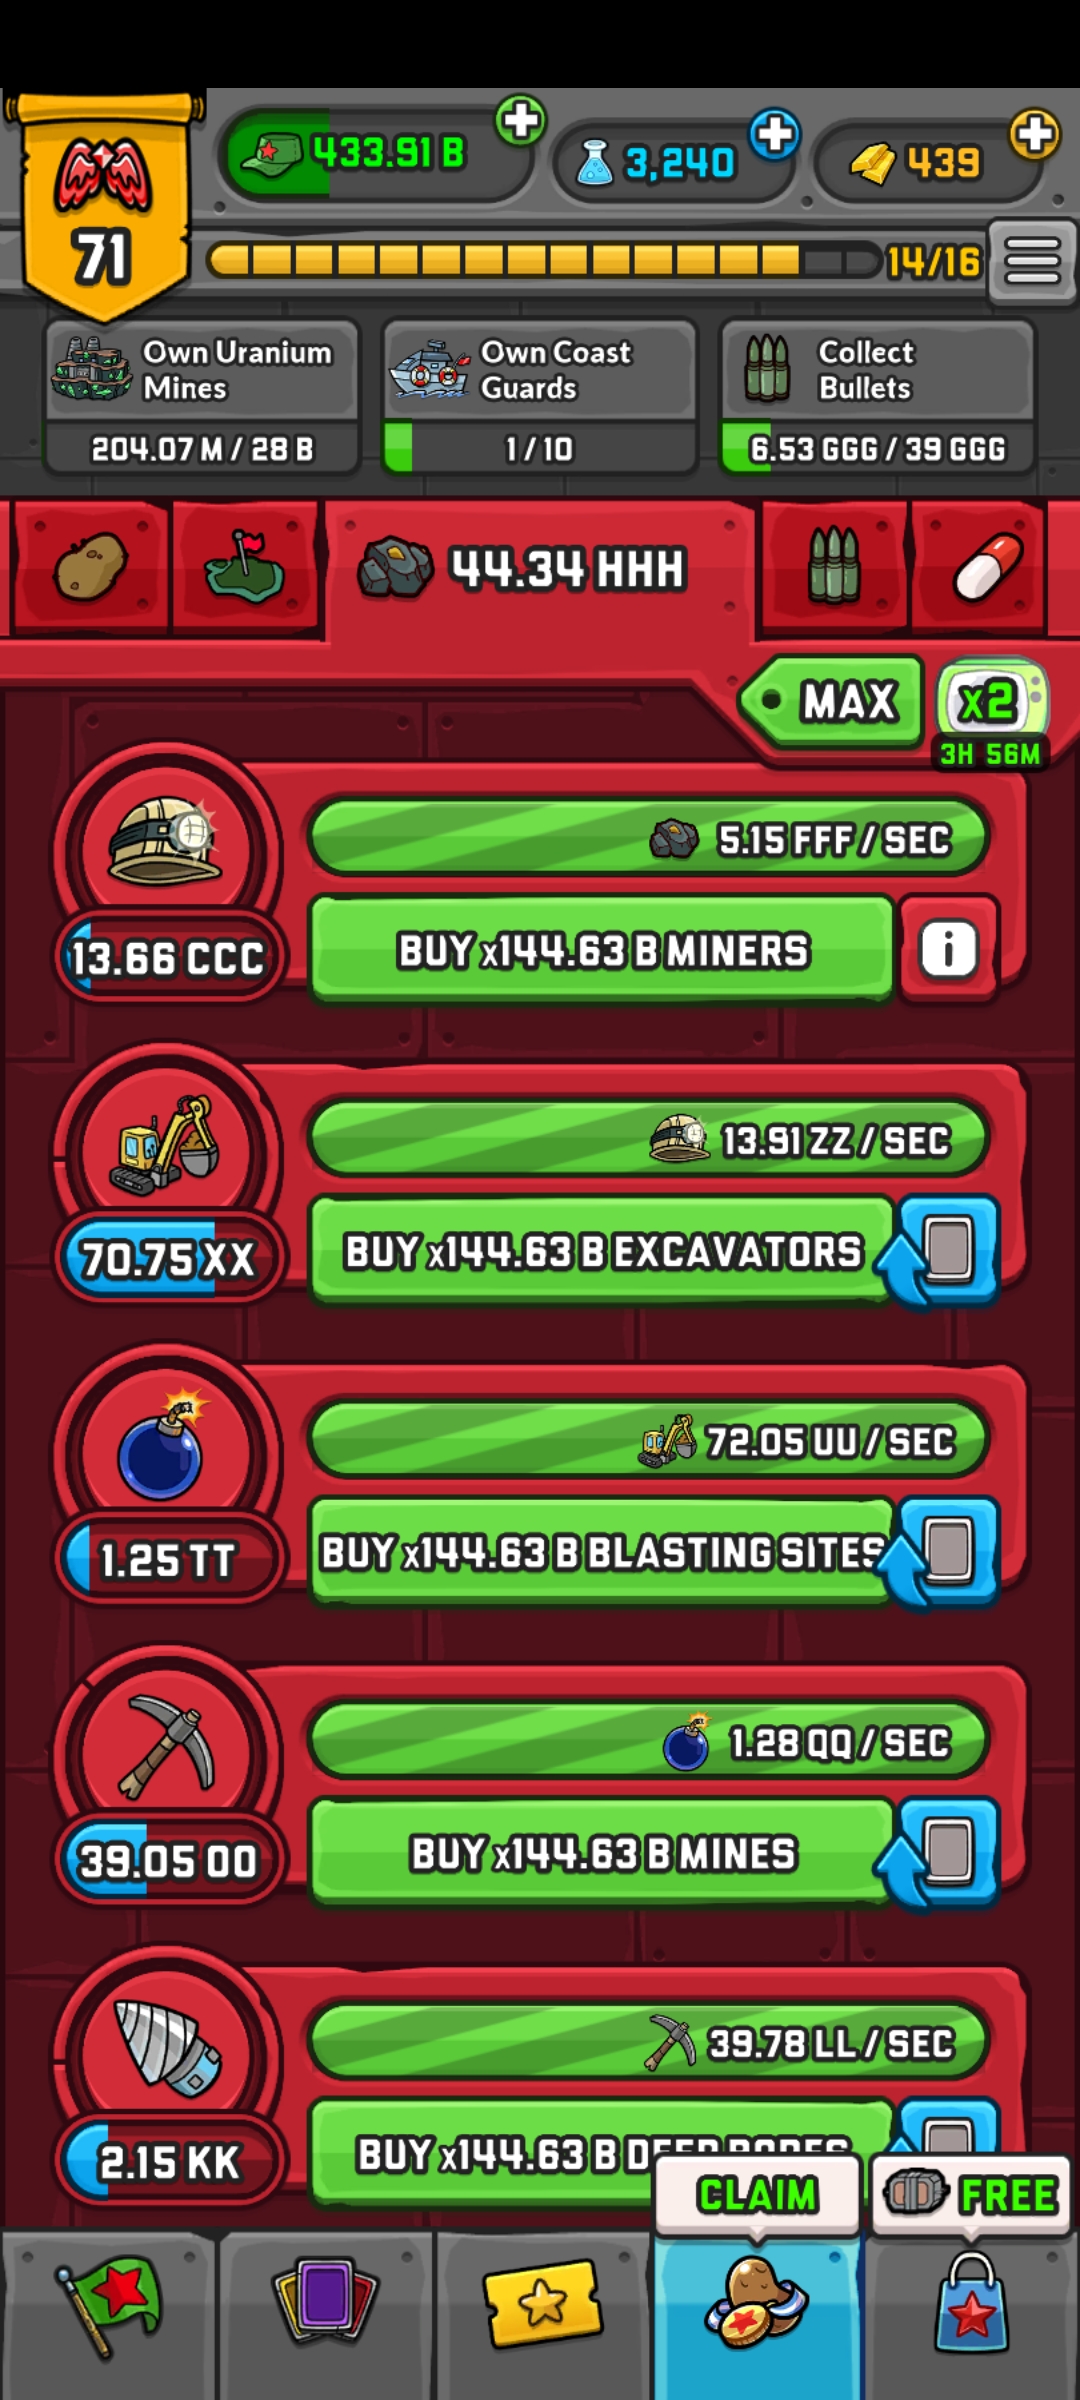 433.91 B
3,240
439
71
14/16
Own Uranium
Mines
204.07 M / 28 B
Own Coast
Guards
1 / 10
Collect
Bullets
6.53 GGG / 39 GGG
44.34 HHH
MAX
x2
3H 56M
5.15 FFF / SEC
13.66 CCC
BUY x144.63 B MINERS
i
13.91 ZZ / SEC
70.75 XX
BUY x144.63 B EXCAVATORS
72.05 UU / SEC
1.25 TT
BUY x144.63 B BLASTING SITES
1.28 QQ / SEC
39.05 OO
BUY x144.63 B MINES
39.78 LL / SEC
2.15 KK
BUY x144.63 B DEEP BORES
CLAIM
FREE